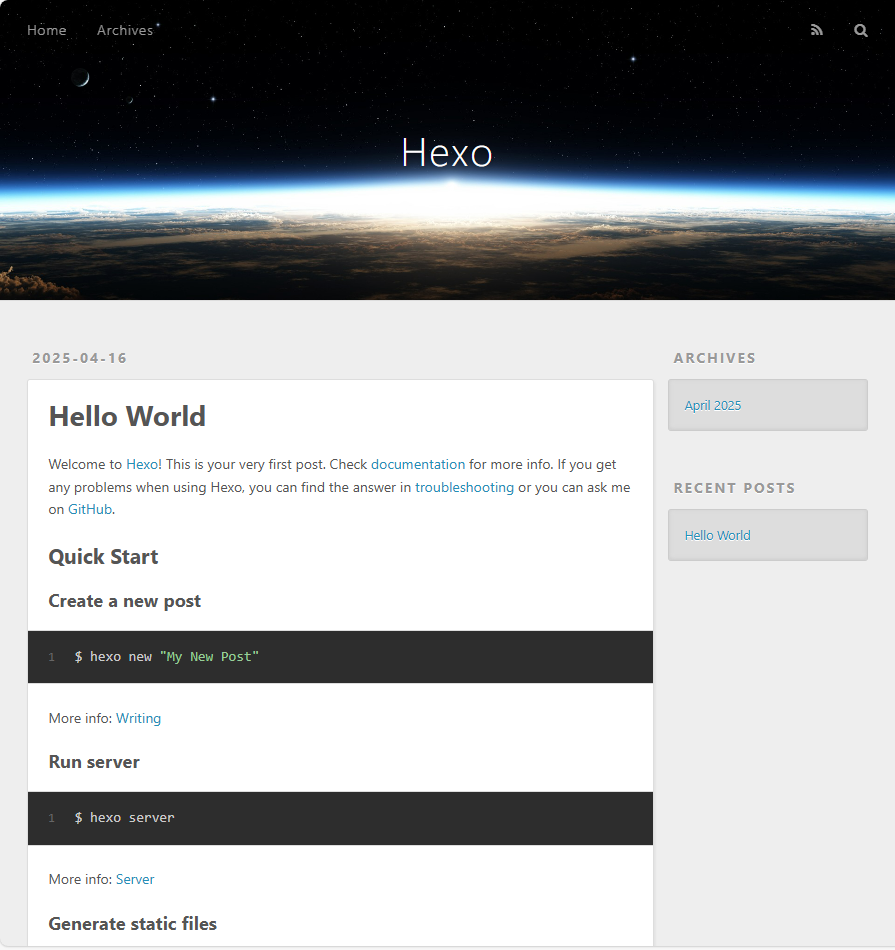 Home Archives
Hexo
2025-04-16
Hello World
Welcome to Hexo! This is your very first post. Check documentation for more info. If you get
any problems when using Hexo, you can find the answer in troubleshooting or you can ask me
on GitHub.
Quick Start
Create a new post
1 $ hexo new "My New Post"
More info: Writing
Run server
1 $ hexo server
More info: Server
Generate static files
ARCHIVES
April 2025
RECENT POSTS
Hello World